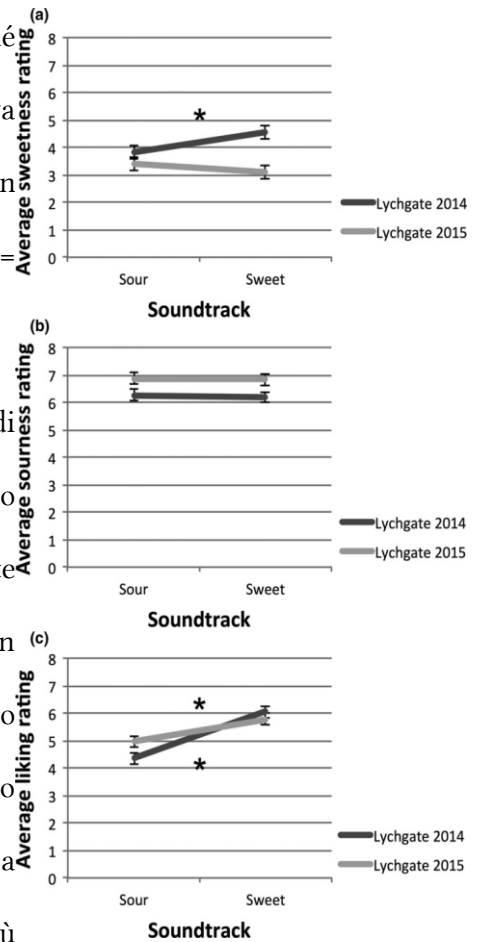 é
a
n
=
di
o
te
n
o
o
a
ù
(a)
Average sweetness rating
8
7
6
5
4
3
2
1
0
*
Sour Sweet
Soundtrack
Lychgate 2014
Lychgate 2015
(b)
Average sourness rating
8
7
6
5
4
3
2
1
0
Sour Sweet
Soundtrack
Lychgate 2014
Lychgate 2015
(c)
Average liking rating
8
7
6
5
4
3
2
1
0
*
*
Sour Sweet
Soundtrack
Lychgate 2014
Lychgate 2015